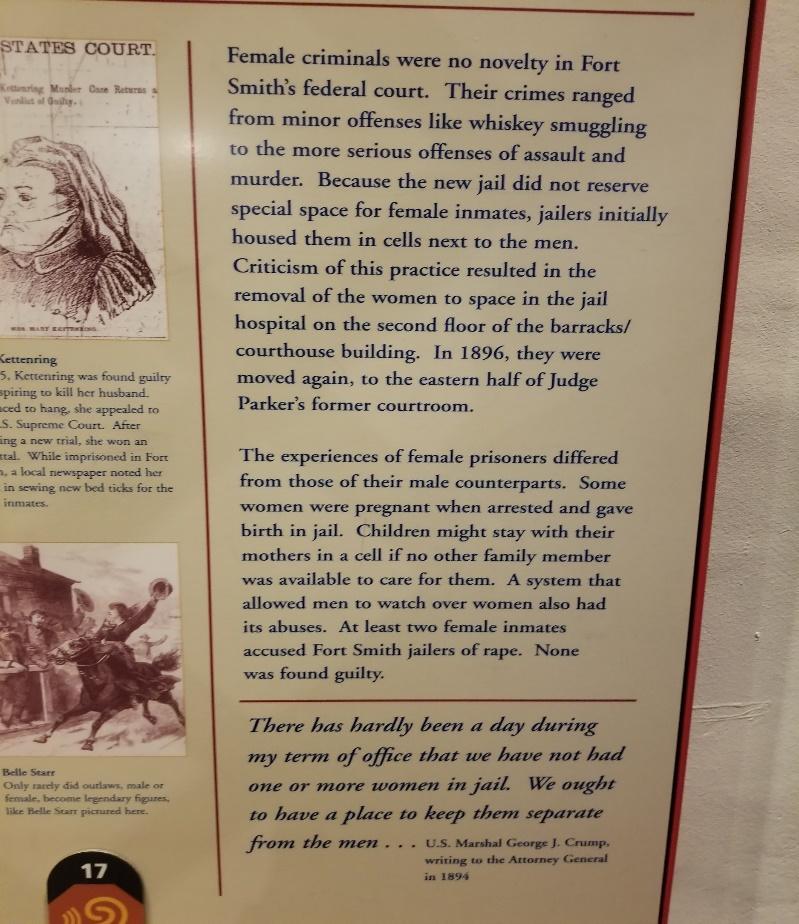 STATES COURT.
Kettenring Murder Case Returns a
Verdict of Guilty.
MRS MARY KETTENRING.
Kettenring
5, Kettenring was found guilty
spiring to kill her husband.
ced to hang, she appealed to
.S. Supreme Court. After
ing a new trial, she won an
ttal. While imprisoned in Fort
a local newspaper noted her
in sewing new bed ticks for the
inmates.
Belle Starr
Only rarely did outlaws, male or
female, become legendary figures,
like Belle Starr pictured here.
17
Female criminals were no novelty in Fort
Smith's federal court. Their crimes ranged
from minor offenses like whiskey smuggling
to the more serious offenses of assault and
murder. Because the new jail did not reserve
special space for female inmates, jailers initially
housed them in cells next to the men.
Criticism of this practice resulted in the
removal of the women to space in the jail
hospital on the second floor of the barracks/
courthouse building. In 1896, they were
moved again, to the eastern half of Judge
Parker's former courtroom.
The experiences of female prisoners differed
from those of their male counterparts. Some
women were pregnant when arrested and gave
birth in jail. Children might stay with their
mothers in a cell if no other family member
was available to care for them. A system that
allowed men to watch over women also had
its abuses. At least two female inmates
accused Fort Smith jailers of rape. None
was found guilty.
There has hardly been a day during
my term of office that we have not had
one or more women in jail. We ought
to have a place to keep them separate
from the men . . . U.S. Marshal George J. Crump,
writing to the Attorney General
in 1894